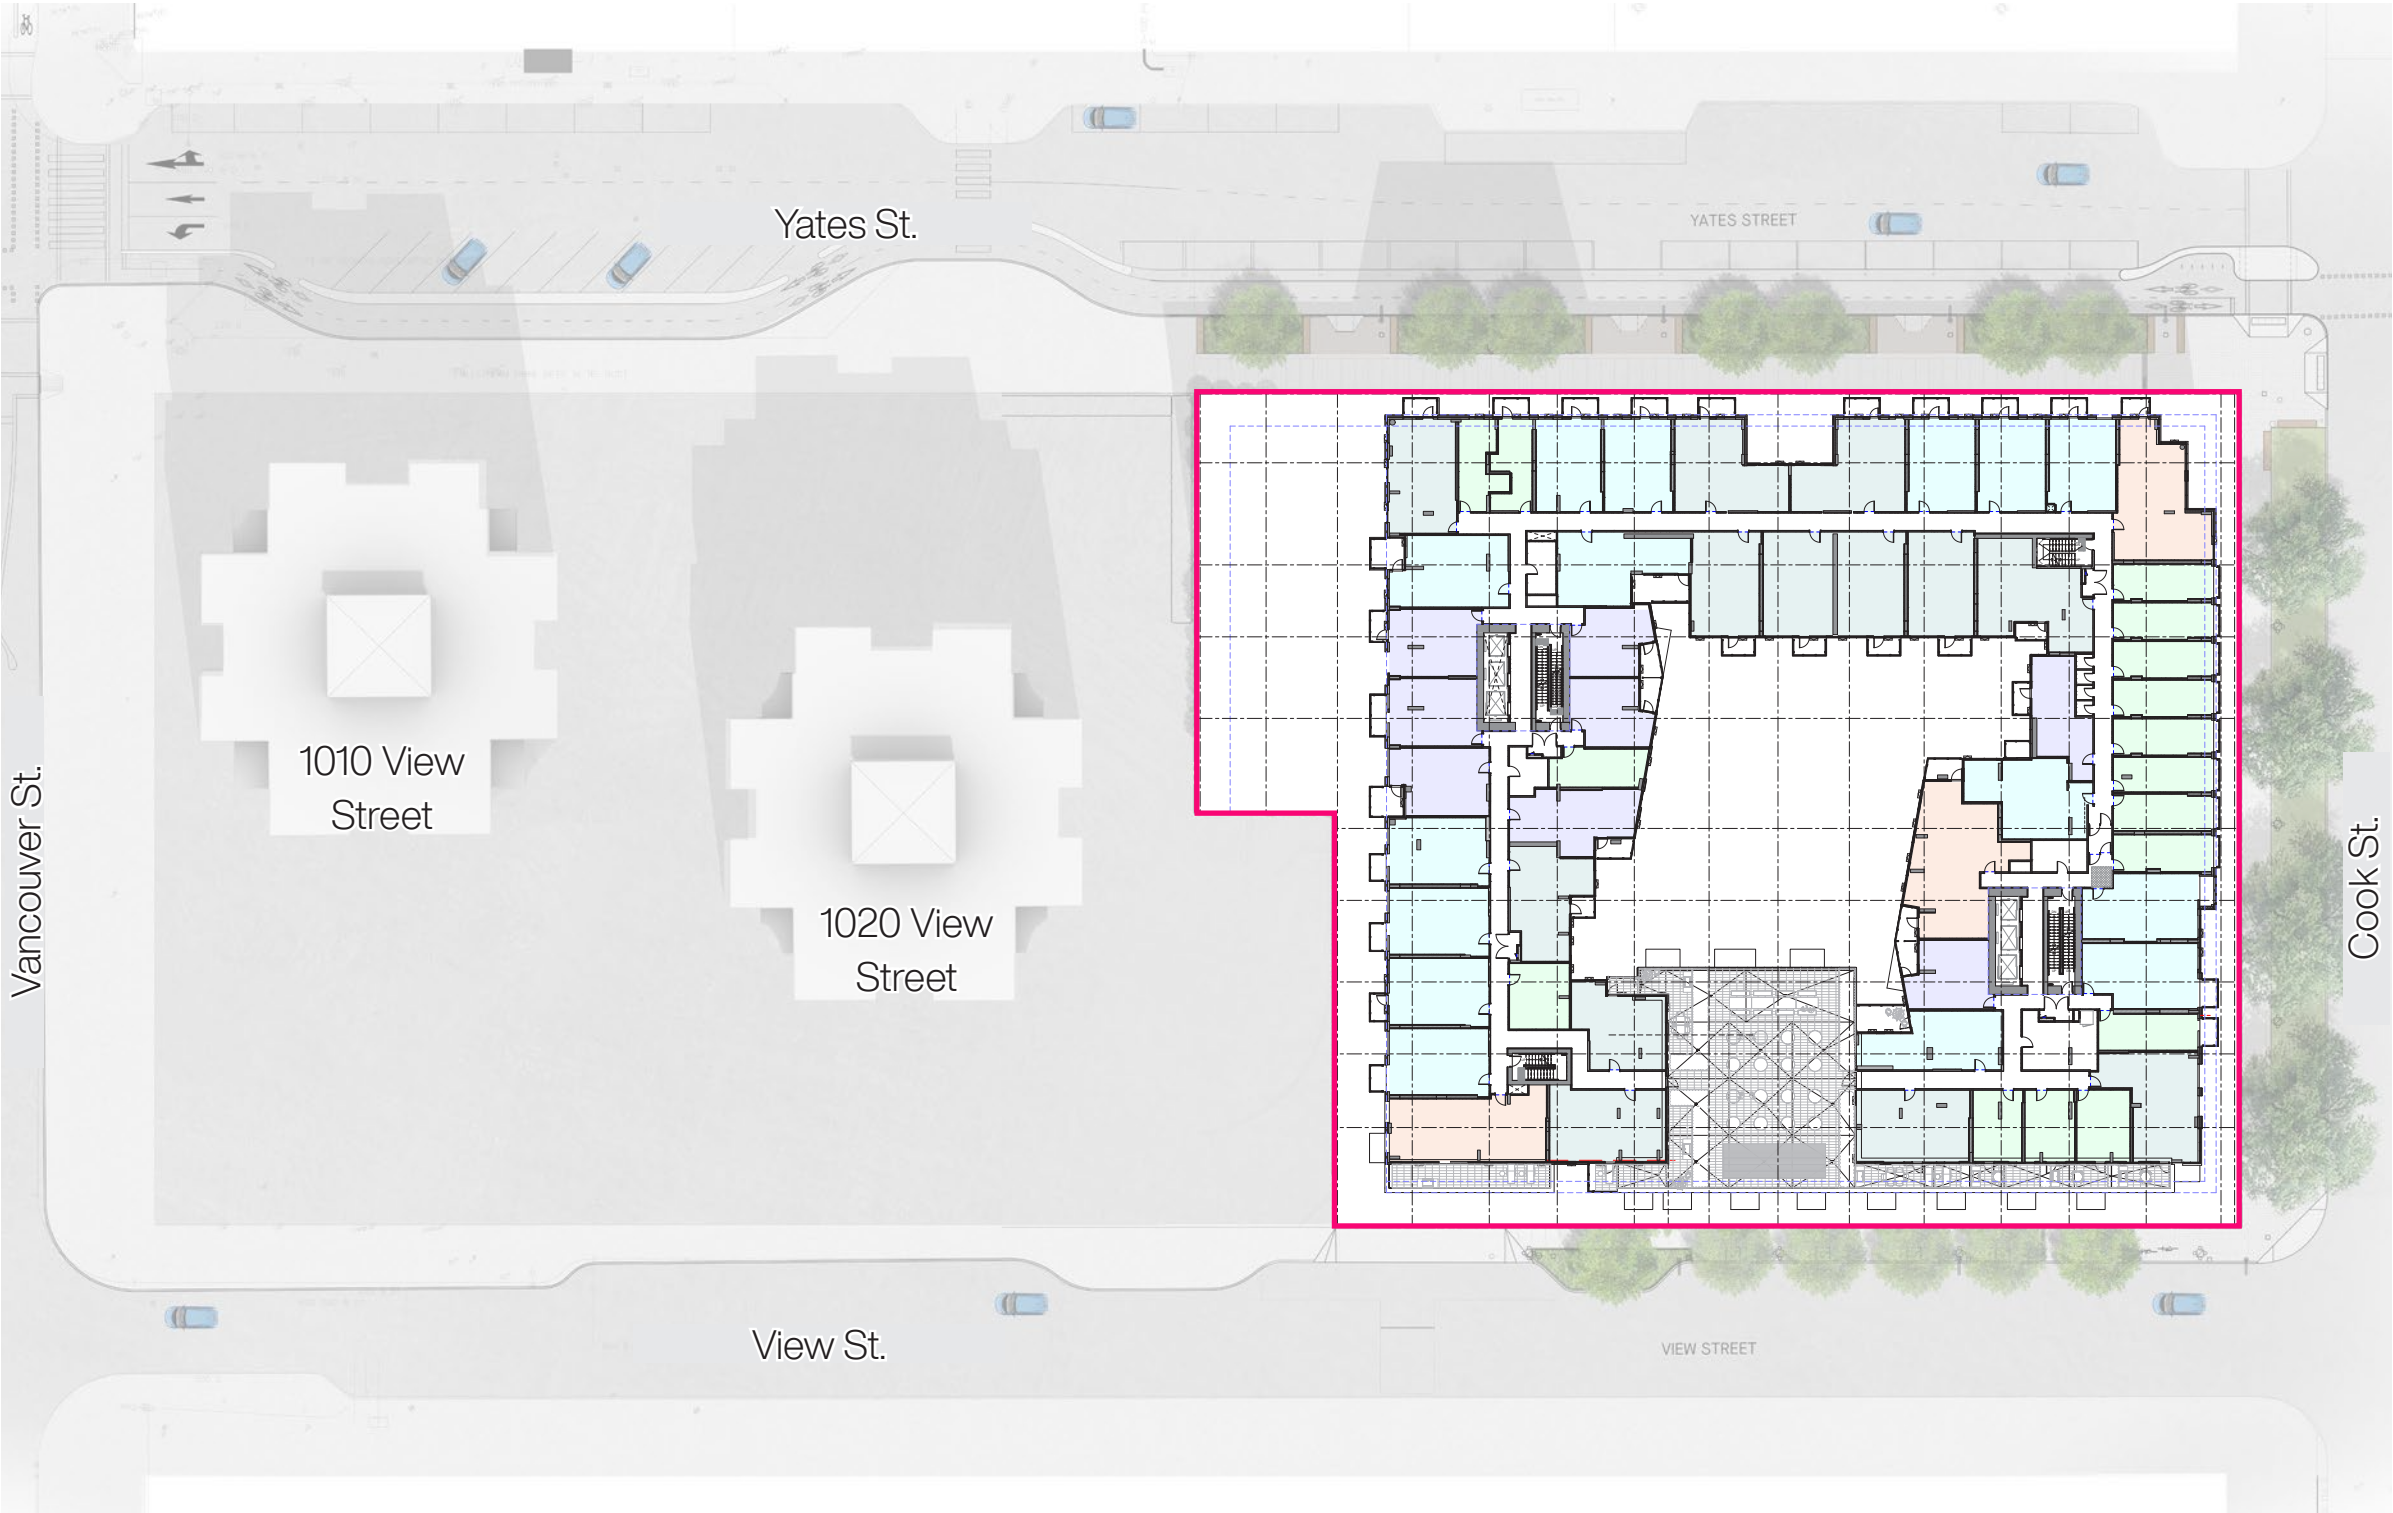 Yates St.
YATES STREET
1010 View
Street
1020 View
Street
Vancouver St.
Cook St.
View St.
VIEW STREET